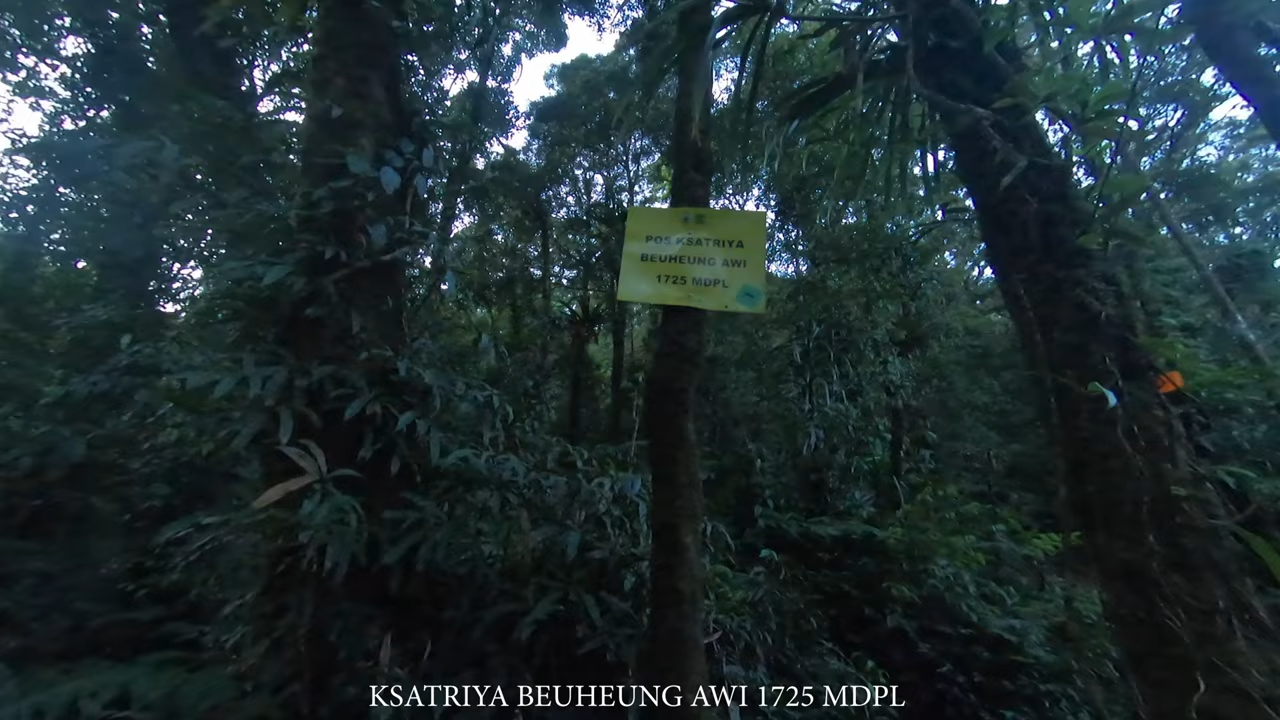 POS KSATRIYA
BEUHEUNG AWI
1725 MDPL
KSATRIYA BEUHEUNG AWI 1725 MDPL